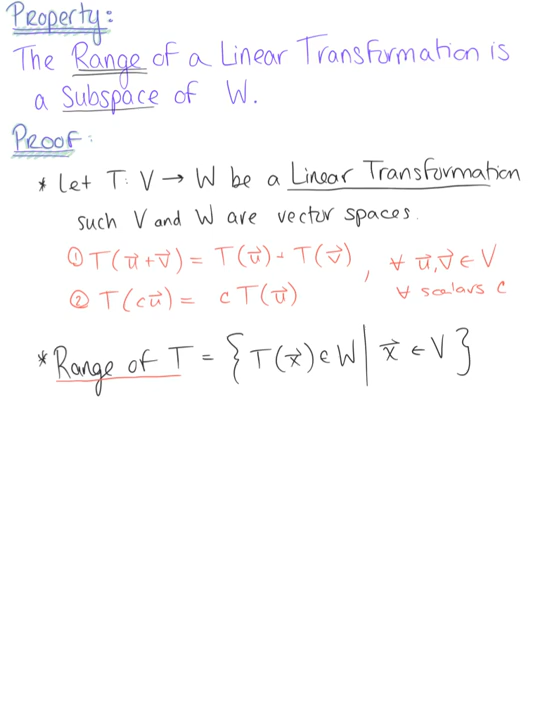 Property:
The Range of a Linear Transformation is
a Subspace of W.
Proof:
* Let T: V → W be a Linear Transformation
such V and W are vector spaces.
① T(u⃗+v⃗) = T(u⃗) + T(v⃗) , ∀ u⃗,v⃗ ∈ V
② T(cu⃗) = cT(u⃗) ∀ scalars c
* Range of T = { T(x⃗) ∈ W | x⃗ ∈ V }